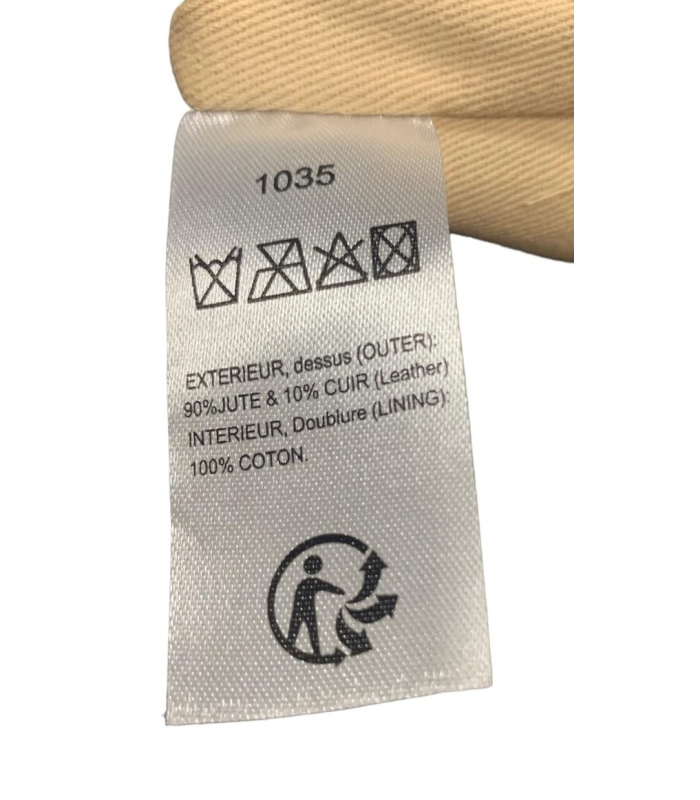 1035
EXTERIEUR, dessus (OUTER):
90%JUTE & 10% CUIR (Leather)
INTERIEUR, Doublure (LINING):
100% COTON.